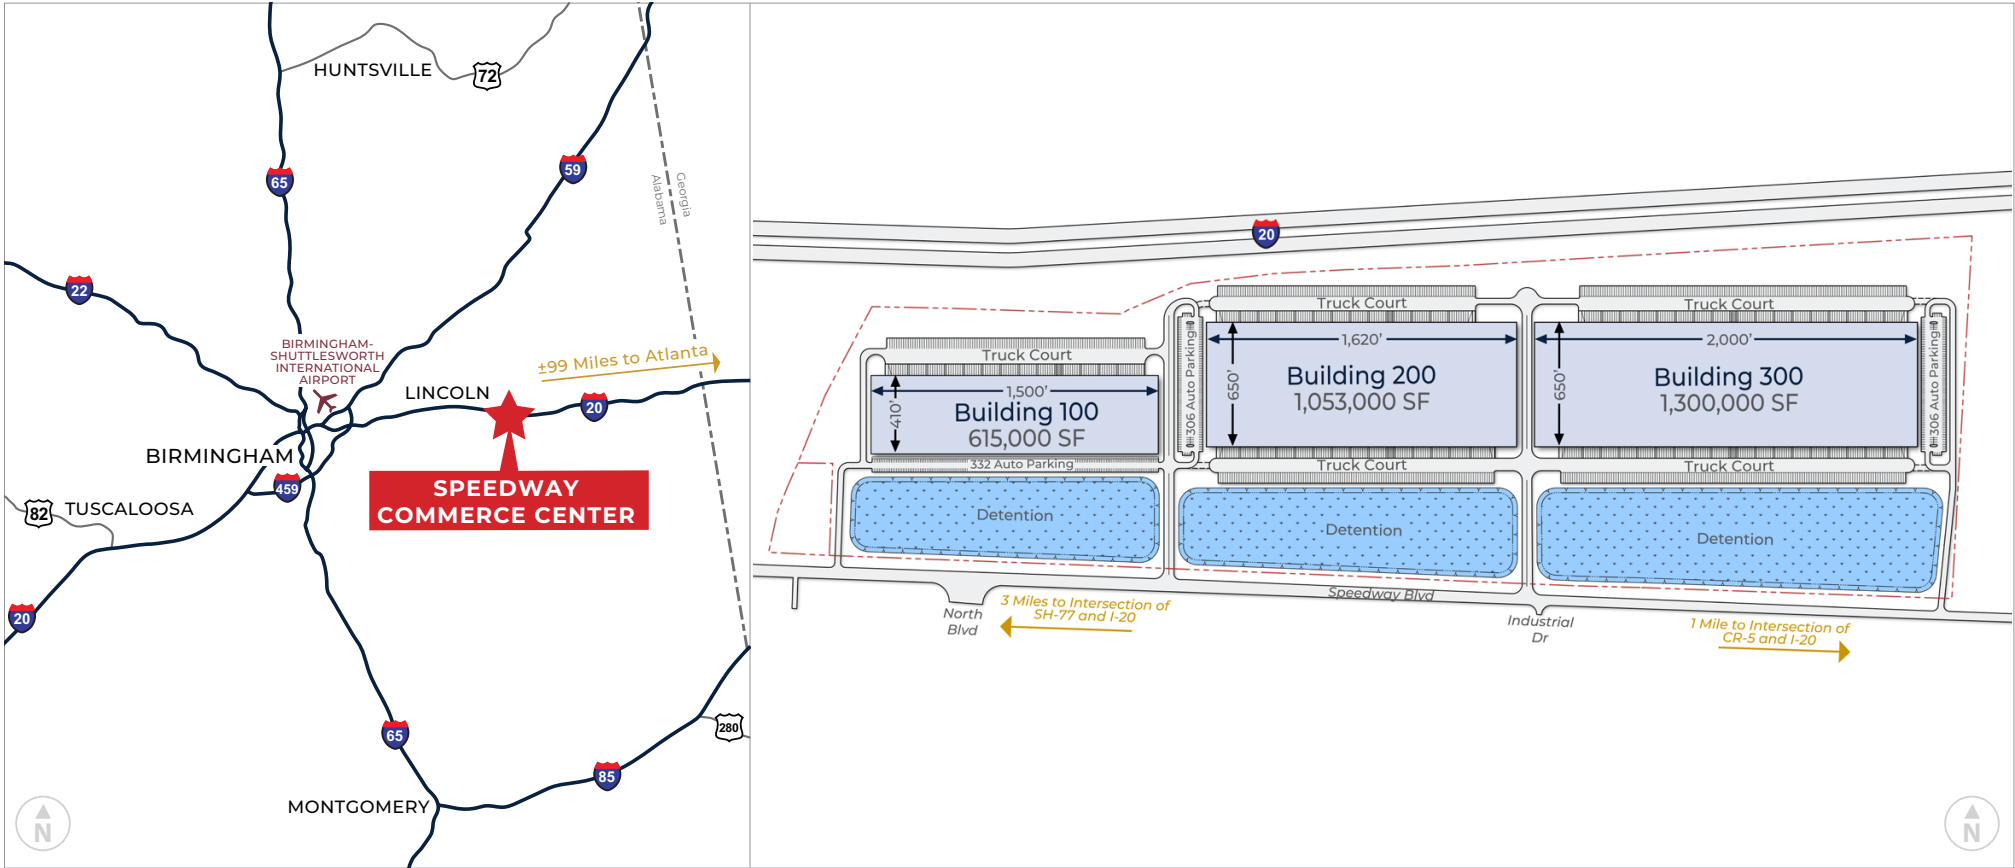 HUNTSVILLE
72
65
59
Georgia
Alabama
22
BIRMINGHAM-
SHUTTLESWORTH
INTERNATIONAL
AIRPORT
±99 Miles to Atlanta
LINCOLN
20
BIRMINGHAM
459
SPEEDWAY
COMMERCE CENTER
82
TUSCALOOSA
20
65
280
85
MONTGOMERY
N
20
Truck Court
Truck Court
Truck Court
1,500’
410’
Building 100
615,000 SF
332 Auto Parking
306 Auto Parking
1,620’
650’
Building 200
1,053,000 SF
2,000’
650’
Building 300
1,300,000 SF
306 Auto Parking
Truck Court
Truck Court
Detention
Detention
Detention
Speedway Blvd
North
Blvd
3 Miles to Intersection of
SH-77 and I-20
Industrial
Dr
1 Mile to Intersection of
CR-5 and I-20
N